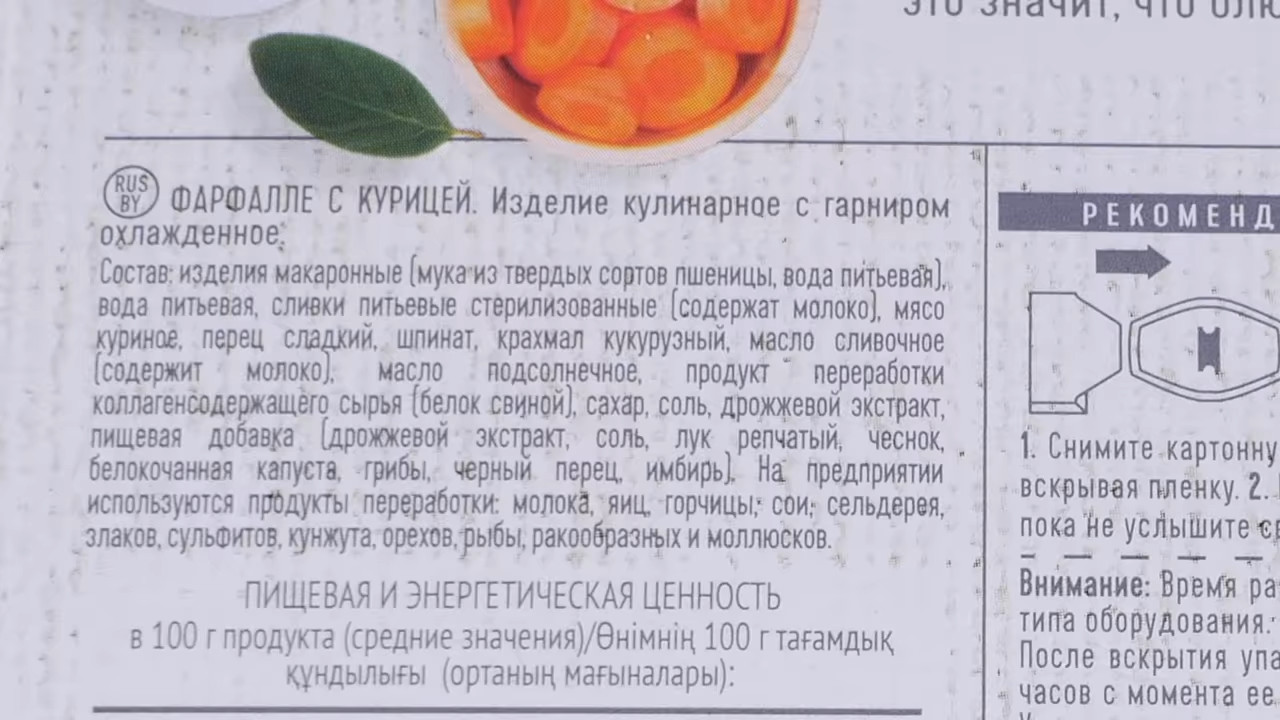 это значит, что
RUS BY ФАРФАЛЛЕ С КУРИЦЕЙ. Изделие кулинарное с гарниром
охлажденное.
Состав: изделия макаронные (мука из твердых сортов пшеницы, вода питьевая),
вода питьевая, сливки питьевые стерилизованные (содержат молоко), мясо
куриное, перец сладкий, шпинат, крахмал кукурузный, масло сливочное
(содержит молоко), масло подсолнечное, продукт переработки
коллагенсодержащего сырья (белок свиной), сахар, соль, дрожжевой экстракт,
пищевая добавка (дрожжевой экстракт, соль, лук репчатый, чеснок,
белокочанная капуста, грибы, черный перец, имбирь). На предприятии
используются продукты переработки: молока, яиц, горчицы, сои, сельдерея,
злаков, сульфитов, кунжута, орехов, рыбы, ракообразных и моллюсков.
ПИЩЕВАЯ И ЭНЕРГЕТИЧЕСКАЯ ЦЕННОСТЬ
в 100 г продукта (средние значения)/Өнімнің 100 г тағамдық
құндылығы (ортаның мағыналары):
РЕКОМЕНД
1. Снимите картонну
вскрывая пленку. 2.
пока не услышите
Внимание: Время ра
типа оборудования.
После вскрытия упа
часов с момента ее